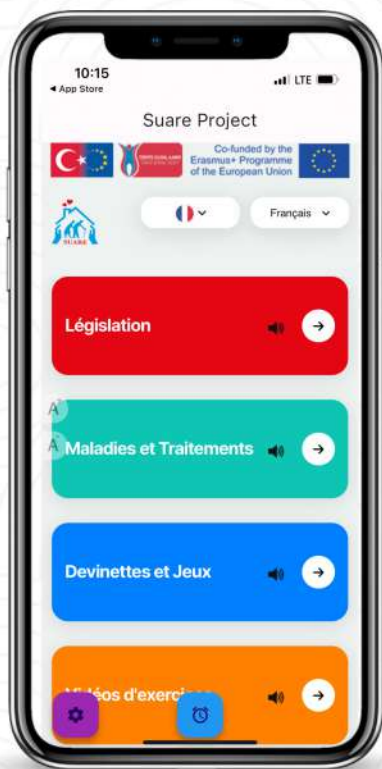 10:15
LTE
◄ App Store
Suare Project
Co-funded by the
Erasmus+ Programme
of the European Union
SUARE
Français
Législation
A
A
Maladies et Traitements
Devinettes et Jeux